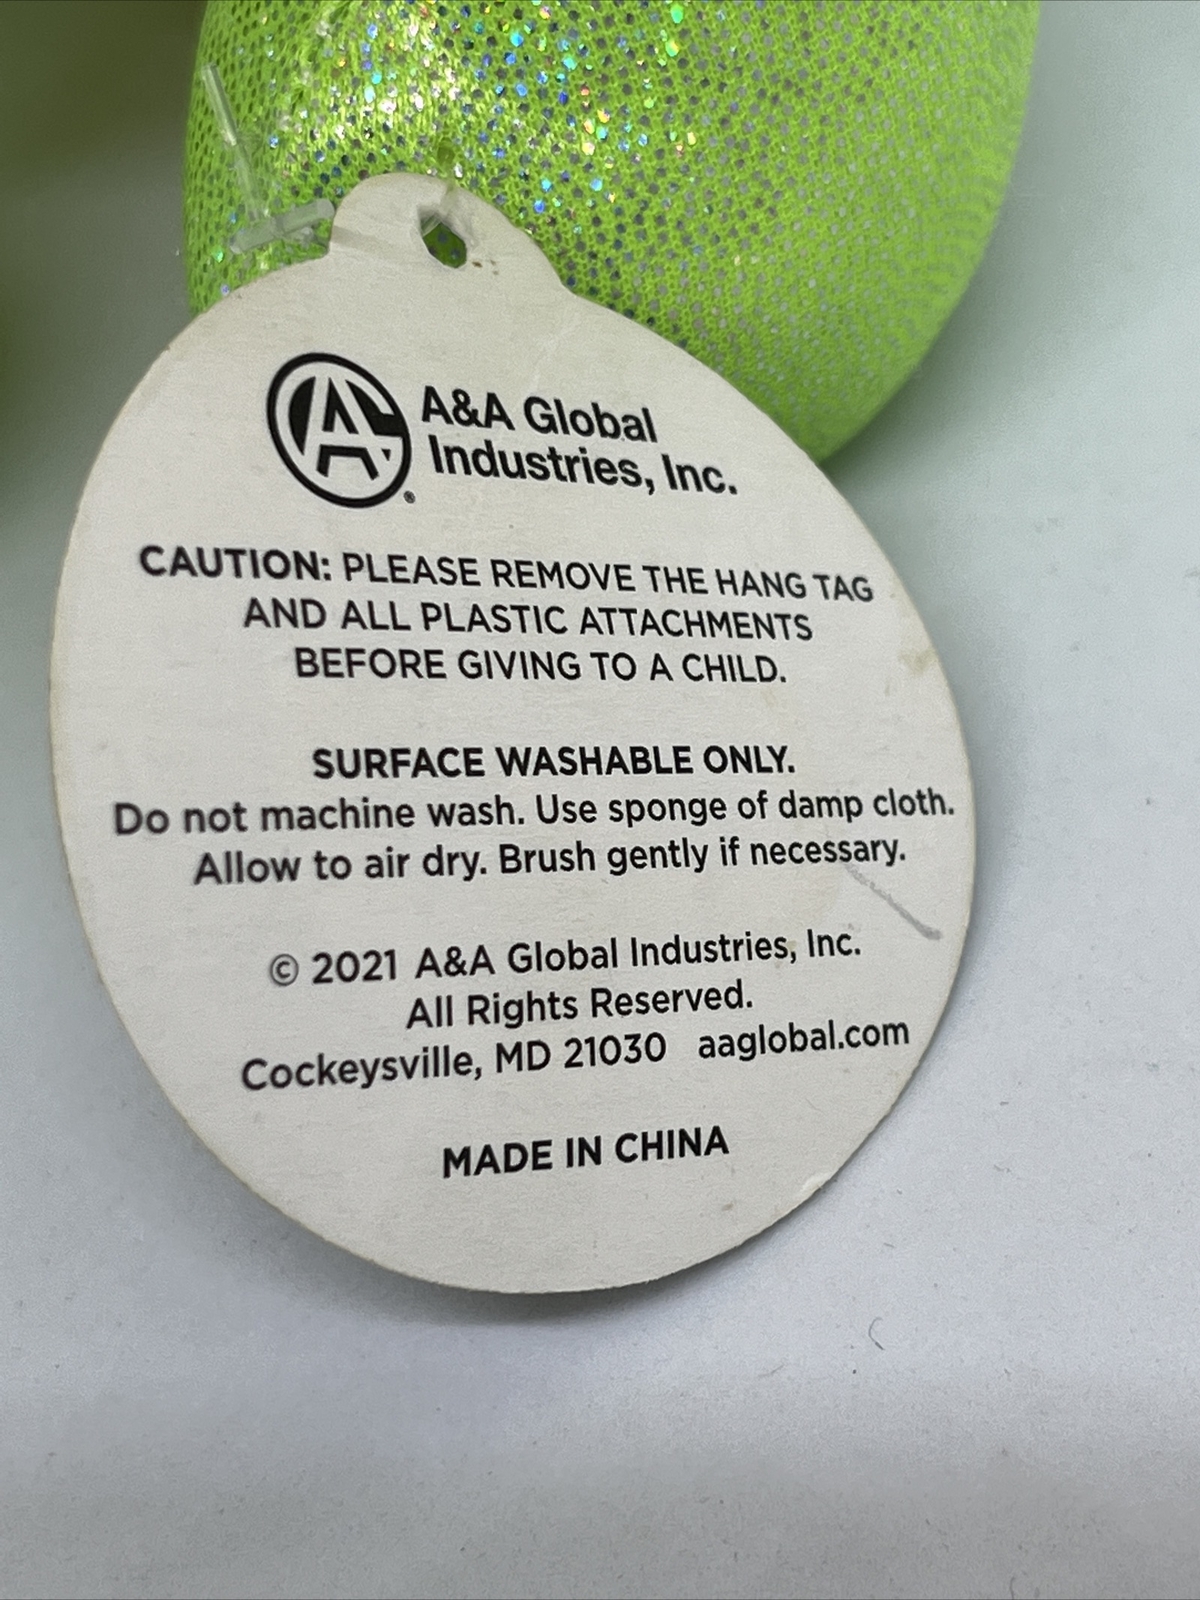 A&A Global
Industries, Inc.
CAUTION: PLEASE REMOVE THE HANG TAG
AND ALL PLASTIC ATTACHMENTS
BEFORE GIVING TO A CHILD.
SURFACE WASHABLE ONLY.
Do not machine wash. Use sponge of damp cloth.
Allow to air dry. Brush gently if necessary.
© 2021 A&A Global Industries, Inc.
All Rights Reserved.
Cockeysville, MD 21030 aaglobal.com
MADE IN CHINA